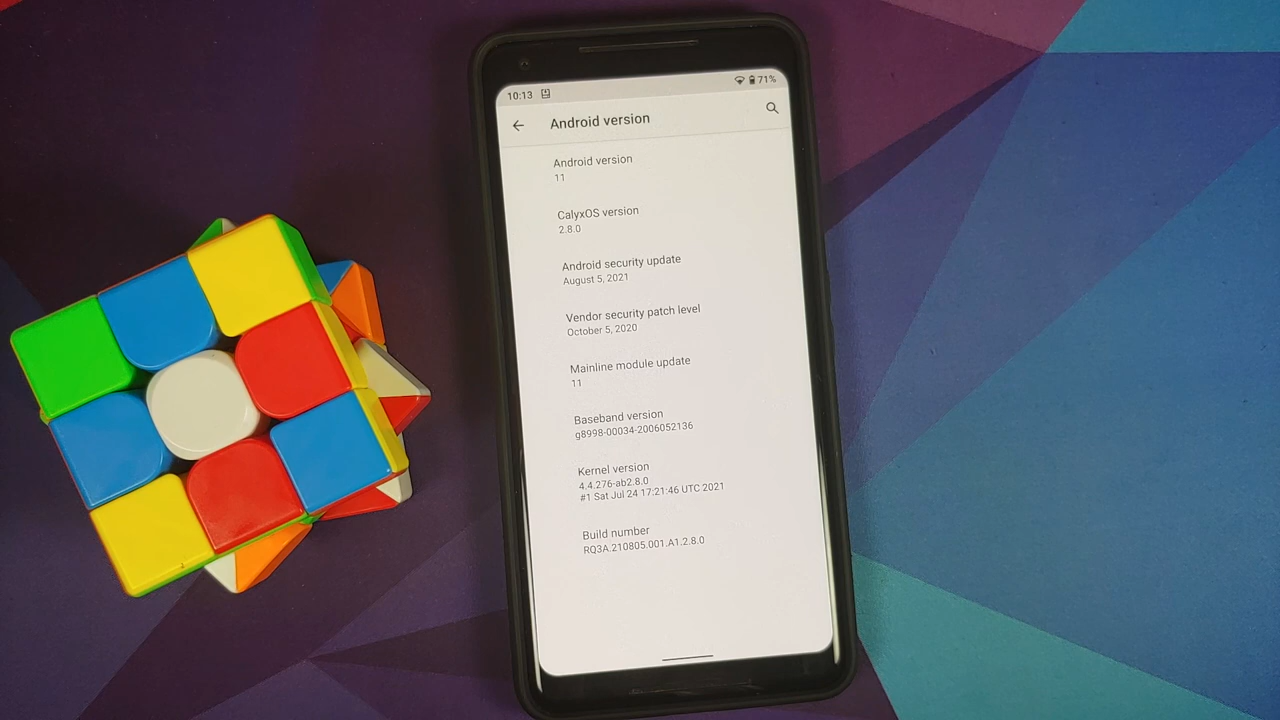 10:13 71%
Android version
Android version
11
CalyxOS version
2.8.0
Android security update
August 5, 2021
Vendor security patch level
October 5, 2020
Mainline module update
11
Baseband version
g8998-00034-2006052136
Kernel version
4.4.276-ab2.8.0
#1 Sat Jul 24 17:21:46 UTC 2021
Build number
RQ3A.210805.001.A1.2.8.0